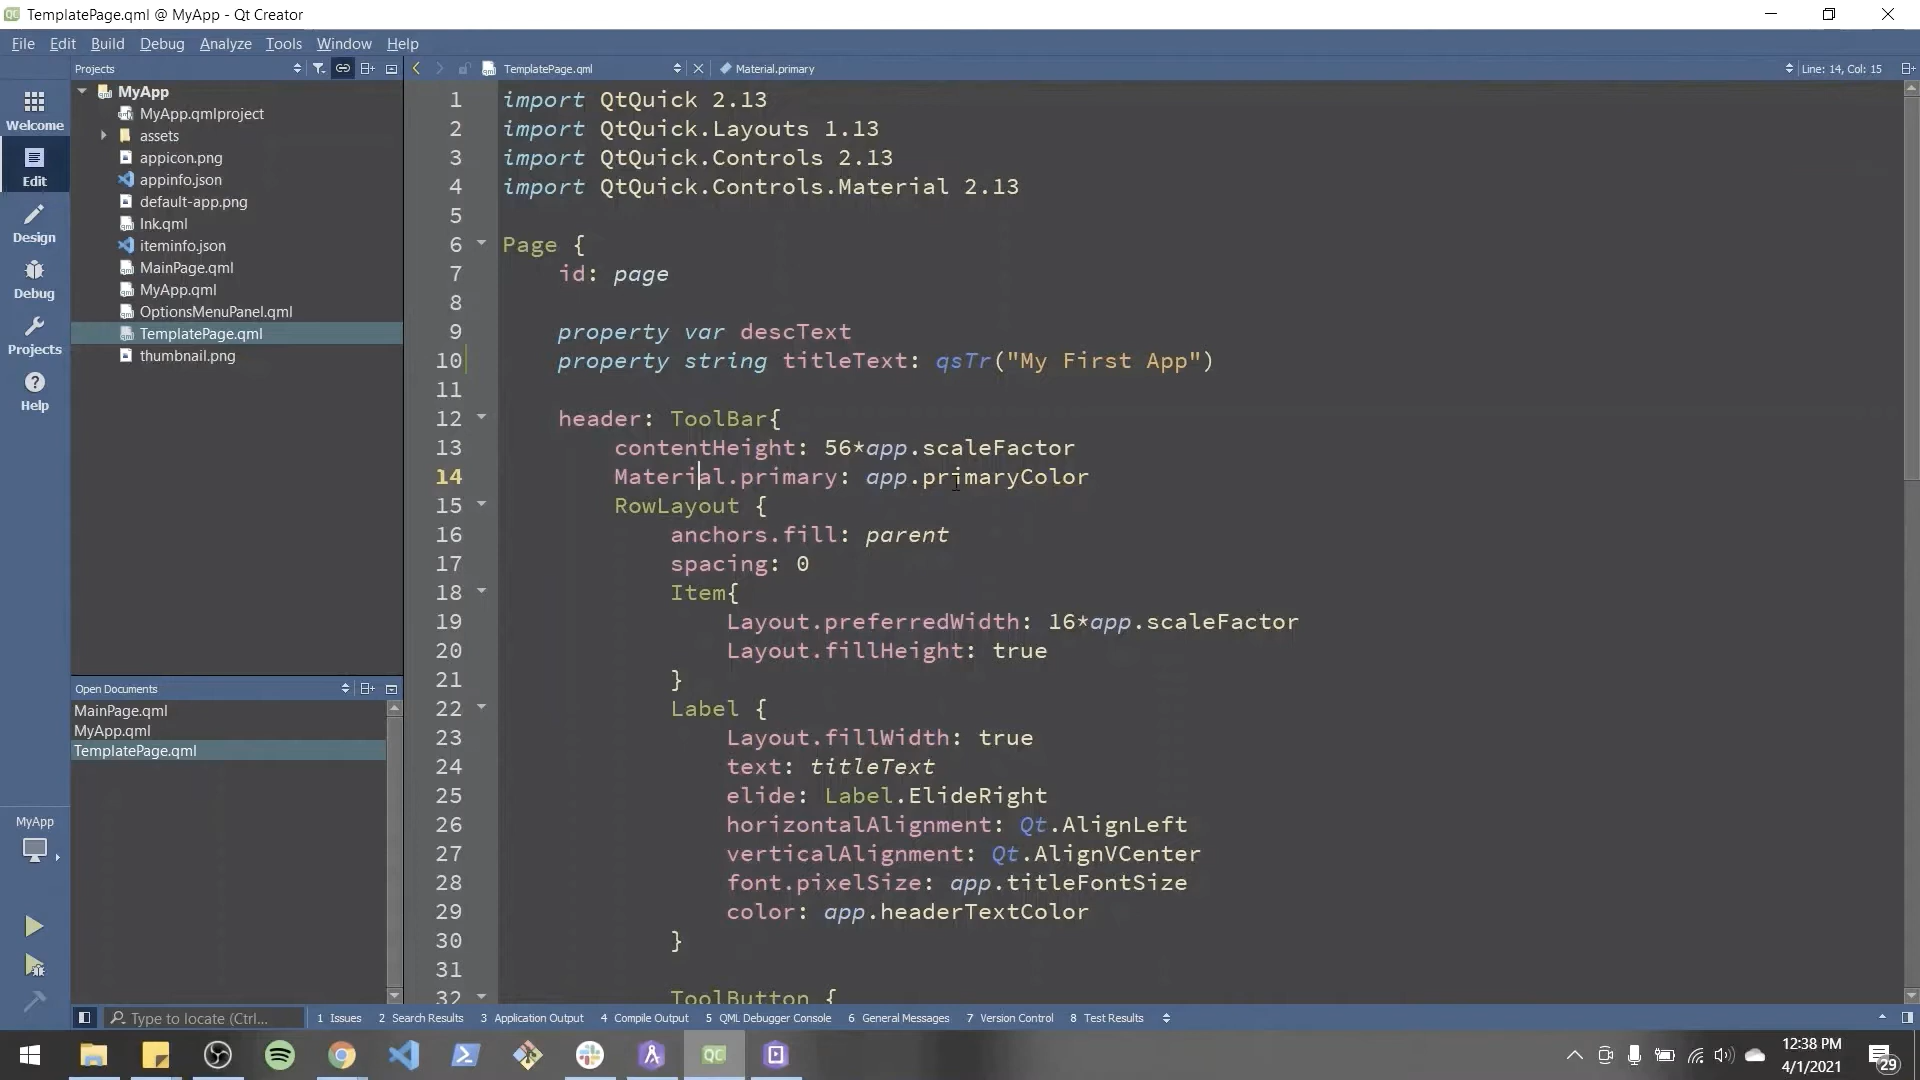 TemplatePage.qml @ MyApp - Qt Creator
File Edit Build Debug Analyze Tools Window Help
Projects
TemplatePage.qml
Material.primary
Line: 14, Col: 15
Welcome
Edit
Design
Debug
Projects
Help
MyApp
MyApp.qmlproject
assets
appicon.png
appinfo.json
default-app.png
Ink.qml
iteminfo.json
MainPage.qml
MyApp.qml
OptionsMenuPanel.qml
TemplatePage.qml
thumbnail.png
Open Documents
MainPage.qml
MyApp.qml
TemplatePage.qml
MyApp
1 import QtQuick 2.13
2 import QtQuick.Layouts 1.13
3 import QtQuick.Controls 2.13
4 import QtQuick.Controls.Material 2.13
5
6 Page {
7 id: page
8
9 property var descText
10 property string titleText: qsTr("My First App")
11
12 header: ToolBar{
13 contentHeight: 56*app.scaleFactor
14 Material.primary: app.primaryColor
15 RowLayout {
16 anchors.fill: parent
17 spacing: 0
18 Item{
19 Layout.preferredWidth: 16*app.scaleFactor
20 Layout.fillHeight: true
21 }
22 Label {
23 Layout.fillWidth: true
24 text: titleText
25 elide: Label.ElideRight
26 horizontalAlignment: Qt.AlignLeft
27 verticalAlignment: Qt.AlignVCenter
28 font.pixelSize: app.titleFontSize
29 color: app.headerTextColor
30 }
31
32 ToolButton {
Type to locate (Ctrl...
1 Issues 2 Search Results 3 Application Output 4 Compile Output 5 QML Debugger Console 6 General Messages 7 Version Control 8 Test Results
QC
12:38 PM
4/1/2021
29